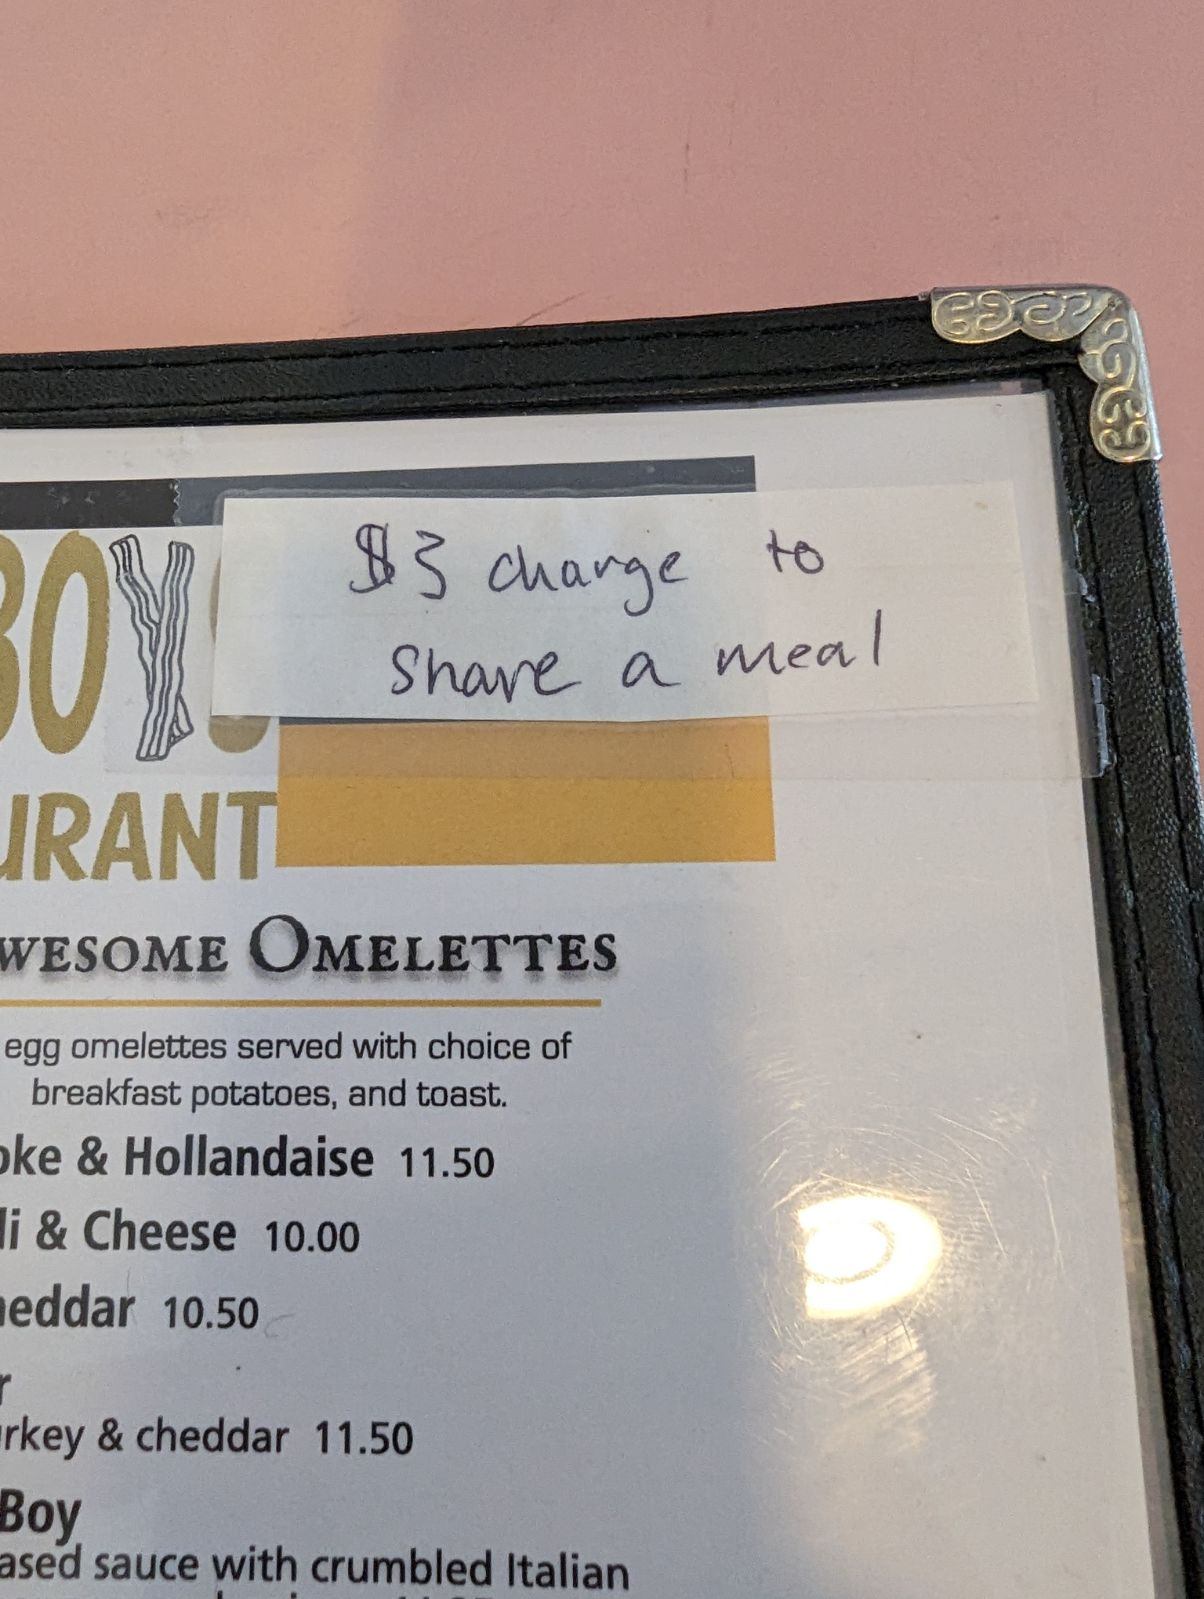 $3 charge to
share a meal
BOY
URANT
WESOME OMELETTES
egg omelettes served with choice of
breakfast potatoes, and toast.
oke & Hollandaise 11.50
li & Cheese 10.00
heddar 10.50
r
urkey & cheddar 11.50
Boy
ased sauce with crumbled Italian